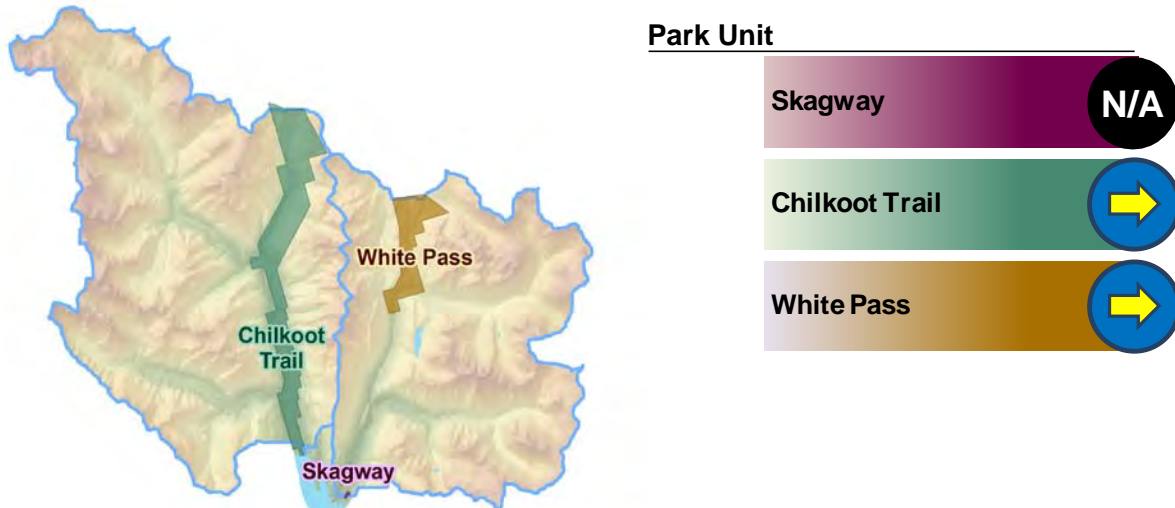 Park Unit
Skagway
N/A
Chilkoot Trail
White Pass
White Pass
Chilkoot
Trail
Skagway